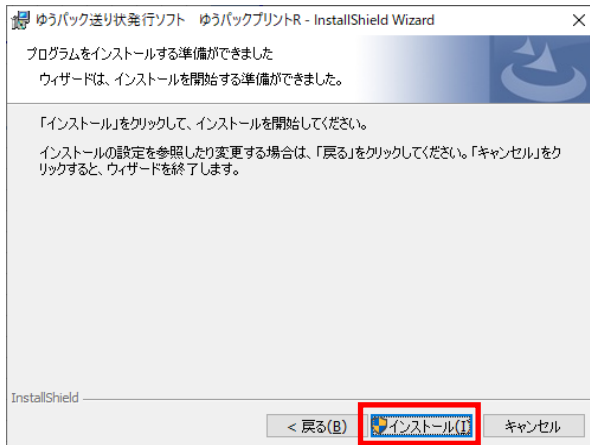 ゆうパック送り状発行ソフト　ゆうパックプリントR - InstallShield Wizard
プログラムをインストールする準備ができました
ウィザードは、インストールを開始する準備ができました。
「インストール」をクリックして、インストールを開始してください。
インストールの設定を参照したり変更する場合は、「戻る」をクリックしてください。「キャンセル」をク
リックすると、ウィザードを終了します。
InstallShield
< 戻る(B)
インストール(I)
キャンセル